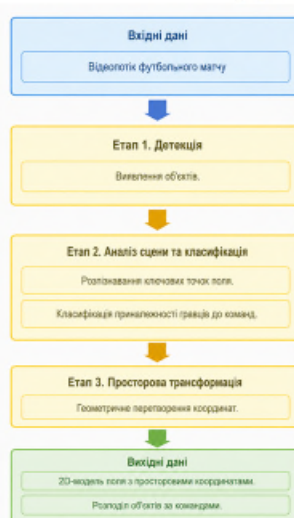 Вхідні дані
Відеопотік футбольного матчу
Етап 1. Детекція
Виявлення об'єктів.
Етап 2. Аналіз сцени та класифікація
Розпізнавання ключових точок поля.
Класифікація приналежності гравців до команд.
Етап 3. Просторова трансформація
Геометричне перетворення координат.
Вихідні дані
2D-модель поля з просторовими координатами.
Розподіл об'єктів за командами.